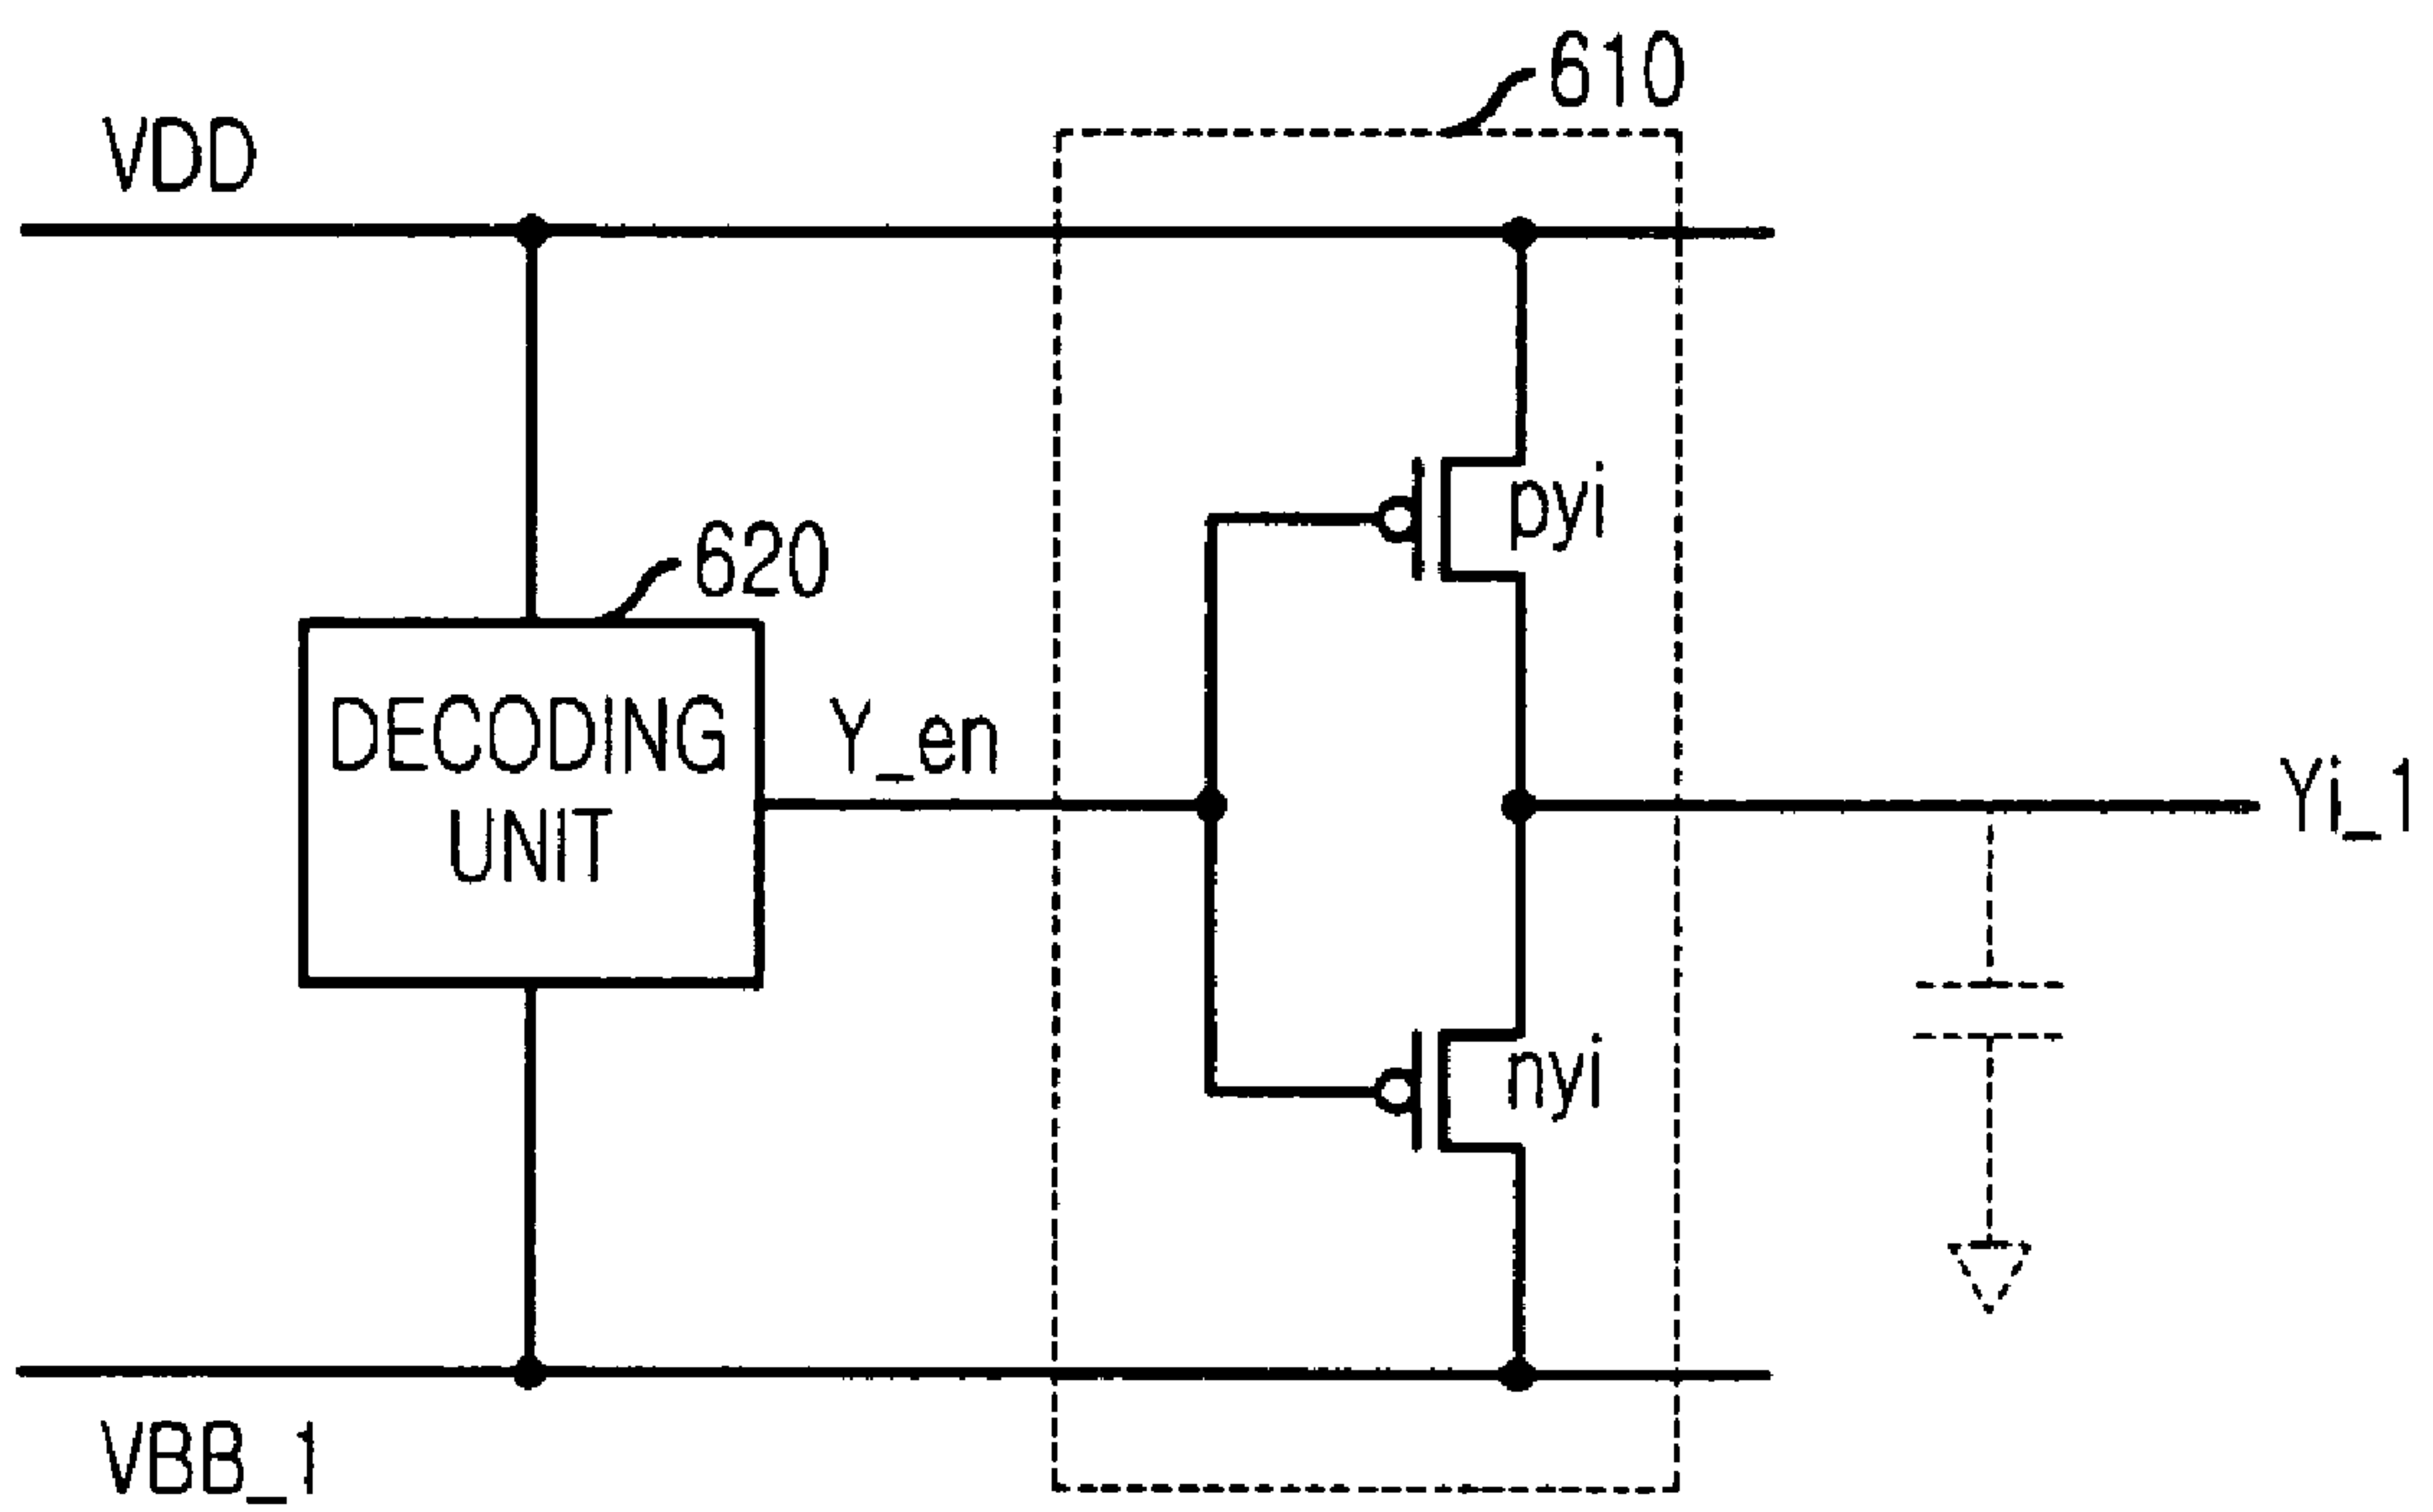 610
VDD
pyi
620
DECODING
UNIT
Y_en
Yi_1
nyi
VBB_1